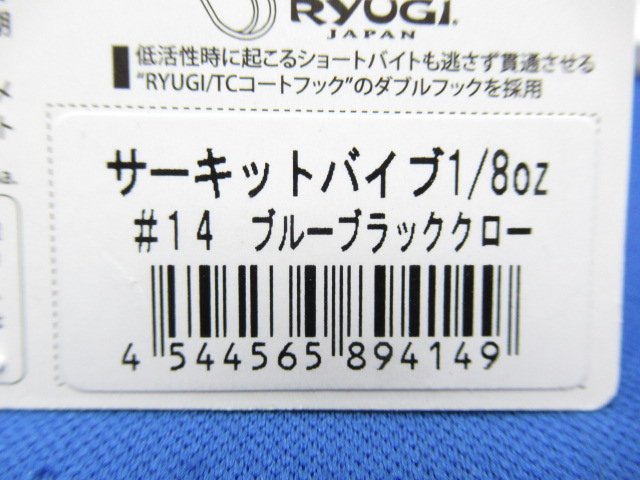 RYUGI.
JAPAN
低活性時に起こるショートバイトも逃さず貫通させる
“RYUGI/TCコートフック”のダブルフックを採用
サーキットバイブ1/8oz
#14 ブルーブラッククロー
4 544565 894149